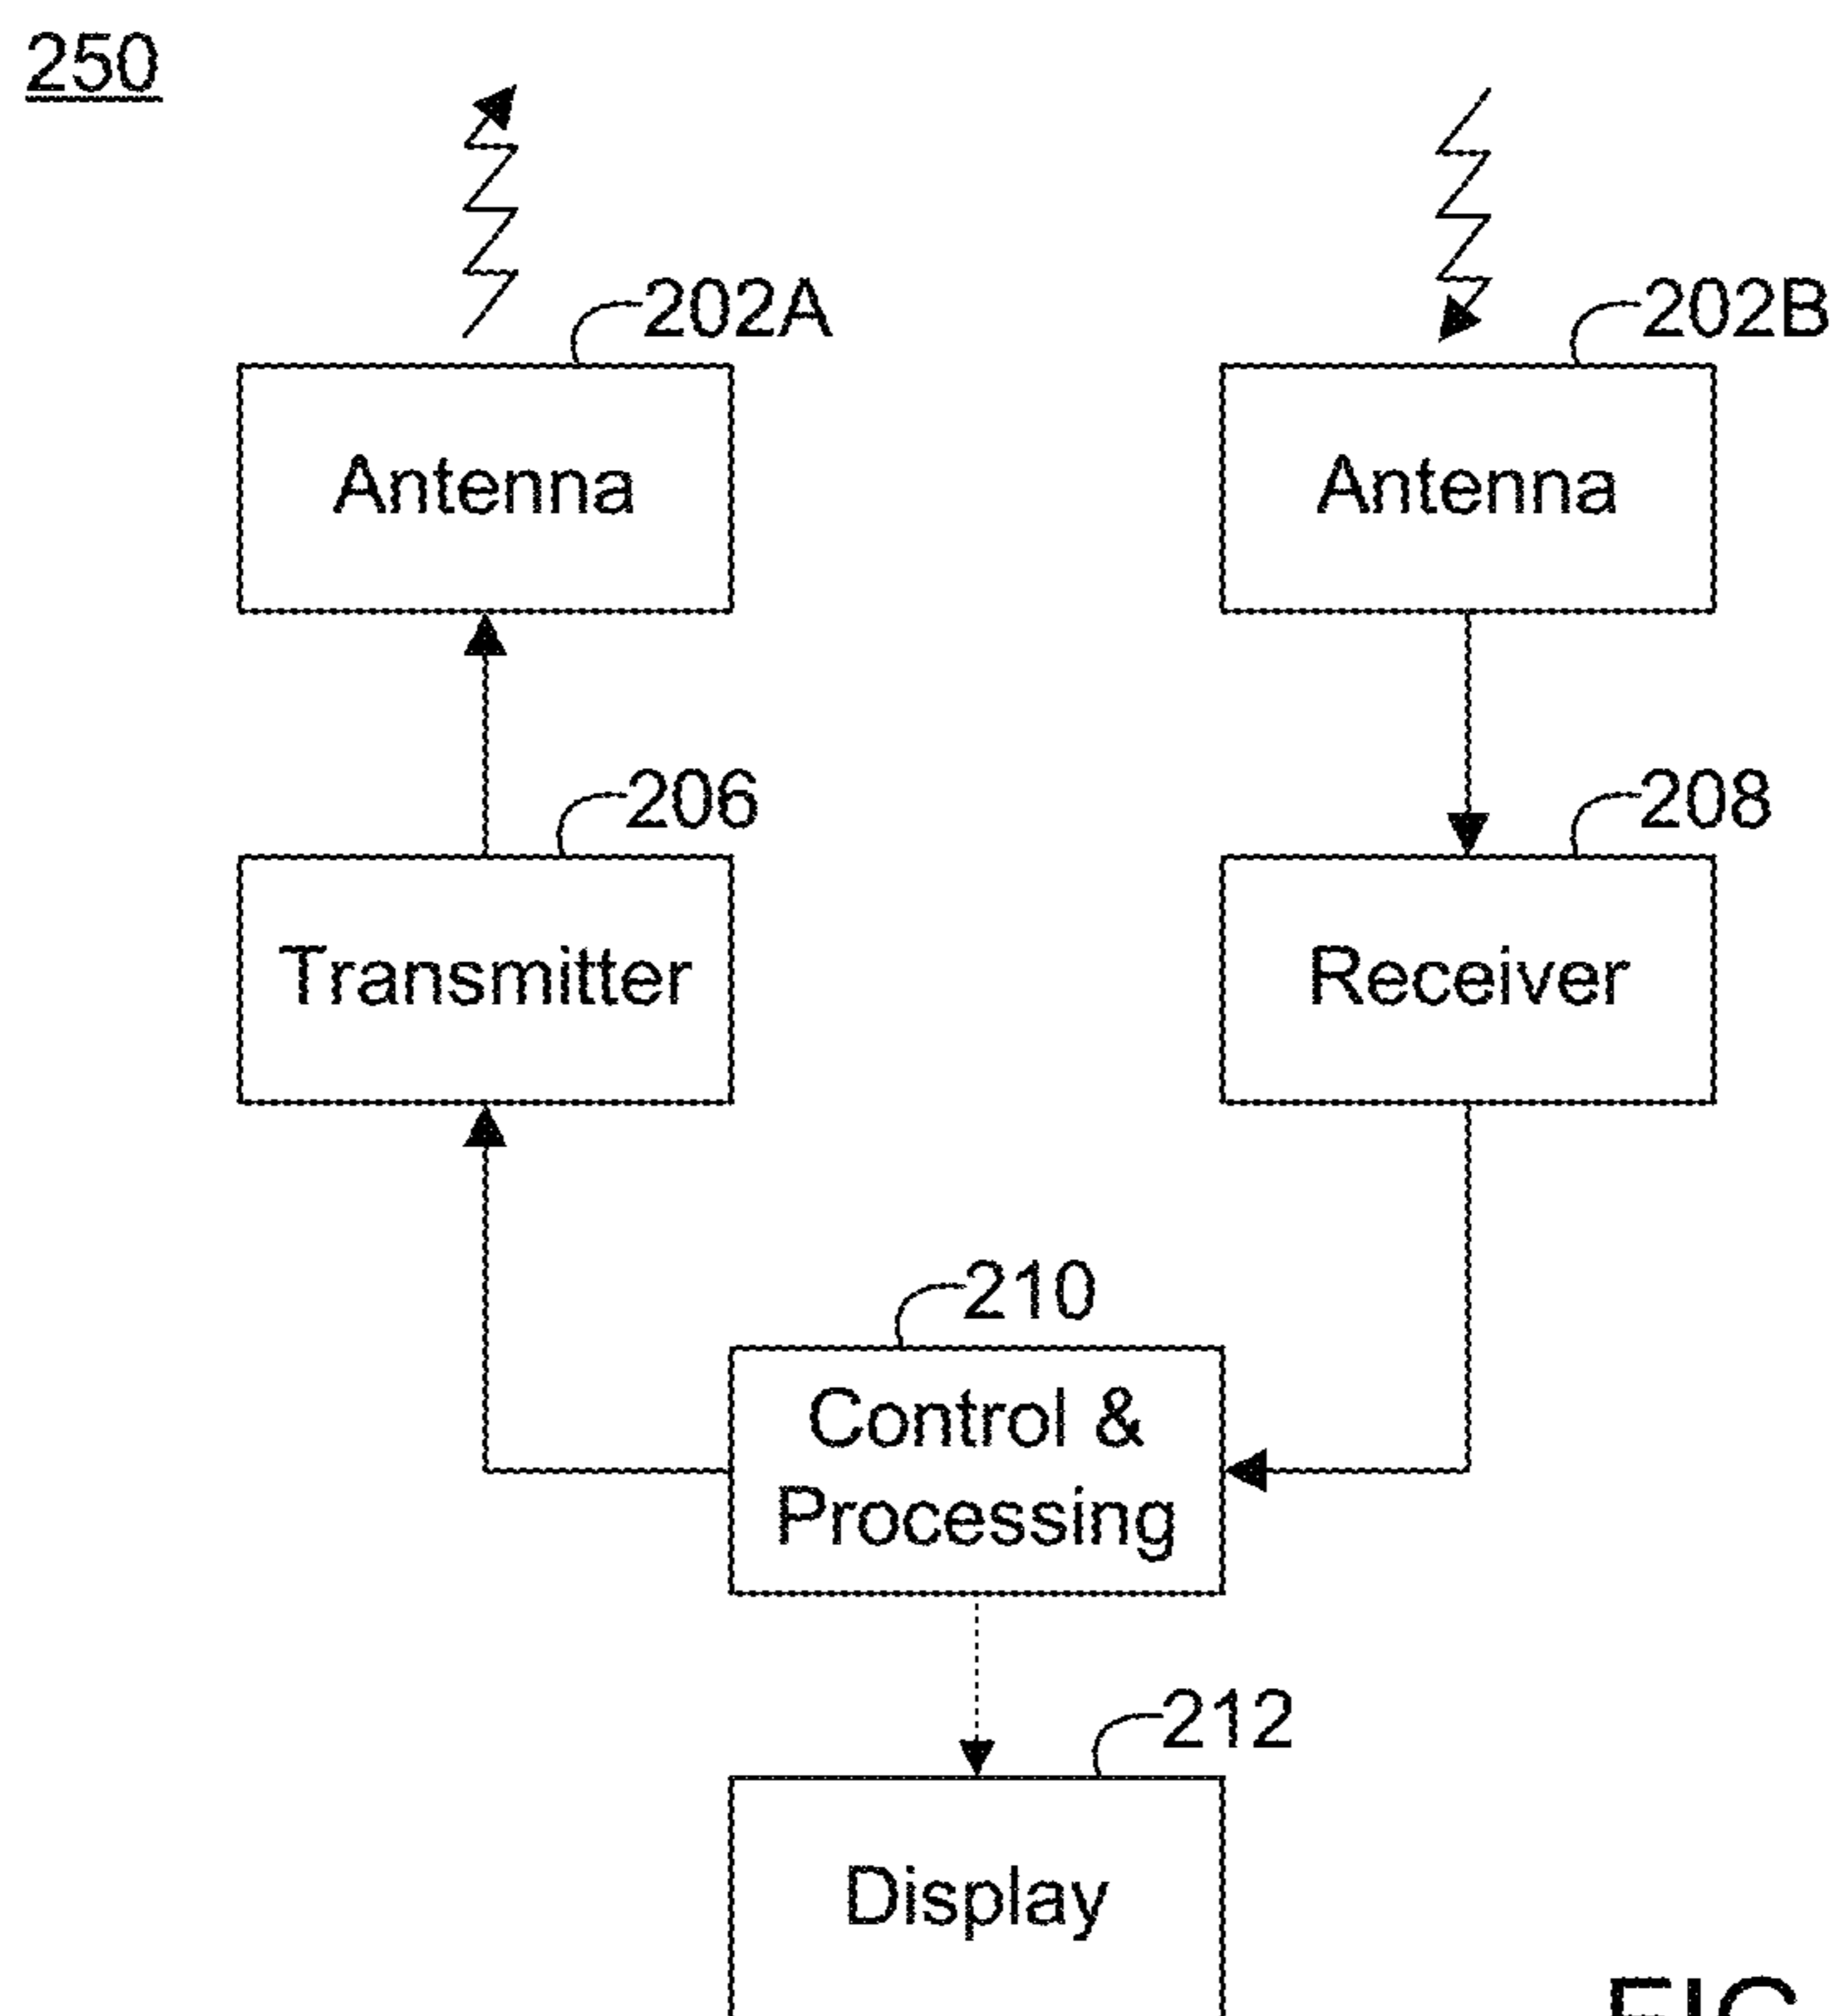 250
202A
202B
Antenna
Antenna
206
208
Transmitter
Receiver
210
Control &
Processing
212
Display